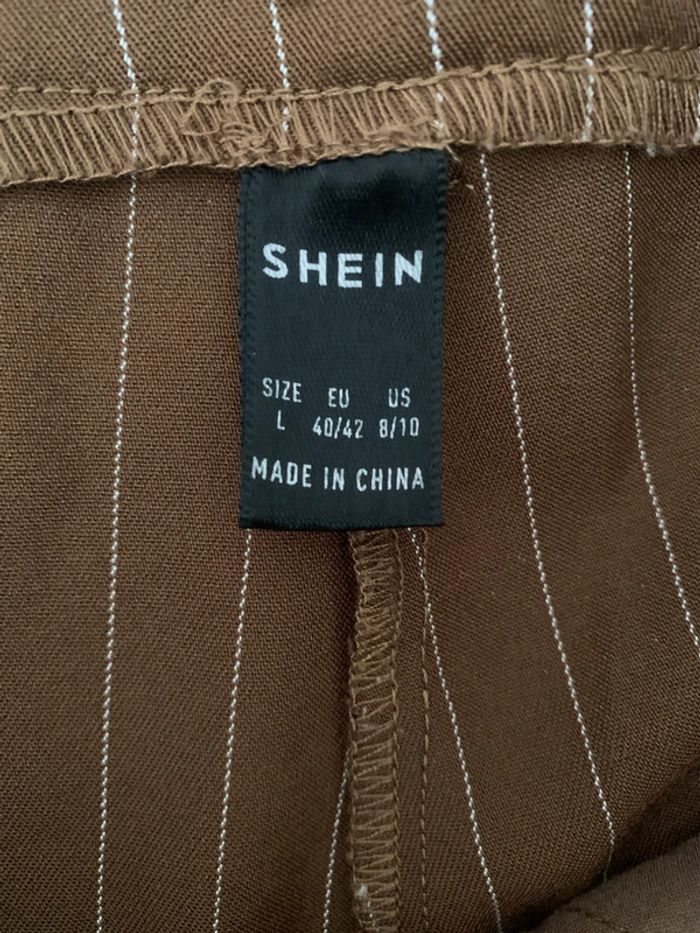 SHEIN
SIZE EU US
L 40/42 8/10
MADE IN CHINA